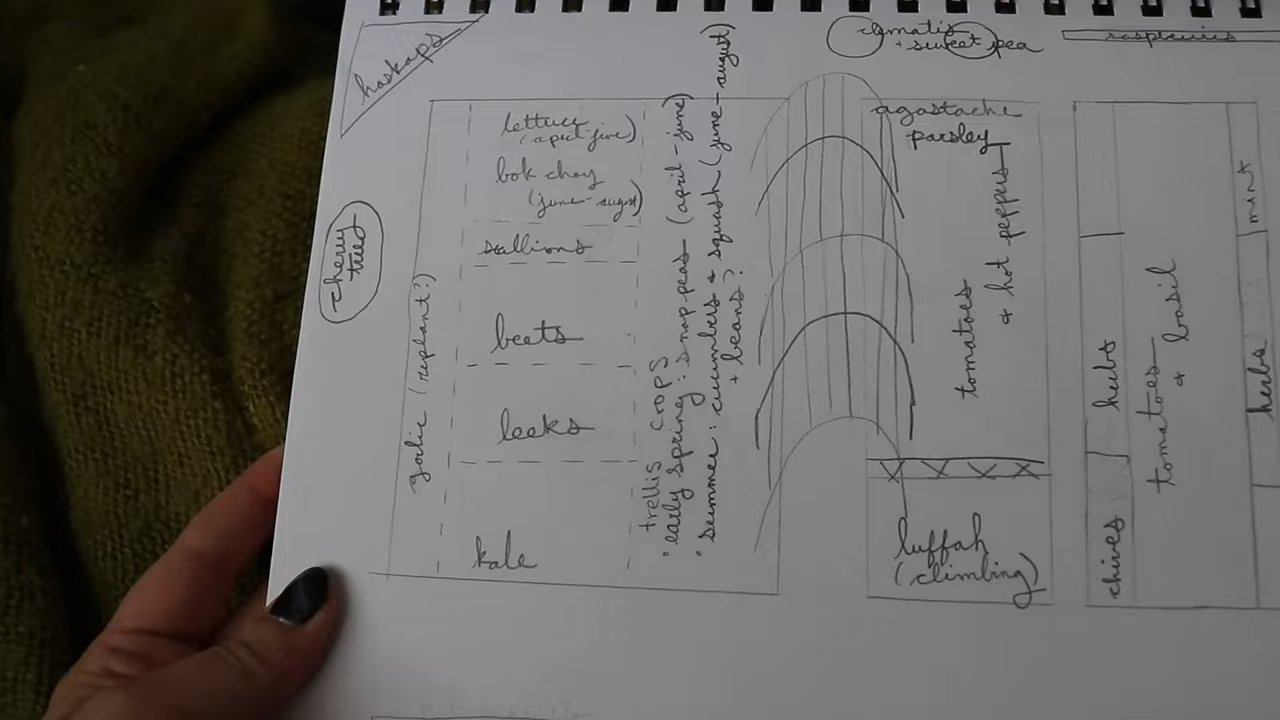 haskaps
clematis
+ sweet pea
raspberries
cherry
trees
garlic (replant?)
lettuce
(april-june)
bok choy
(june-august)
scallions
beets
leeks
kale
trellis crops
• early spring: snap peas (april-june)
• summer: cucumbers + squash (june-august)
+ beans?
agastache
parsley
tomatoes
+ hot peppers
luffah
(climbing)
herbs
chives
tomatoes
+ basil
mint
herbs